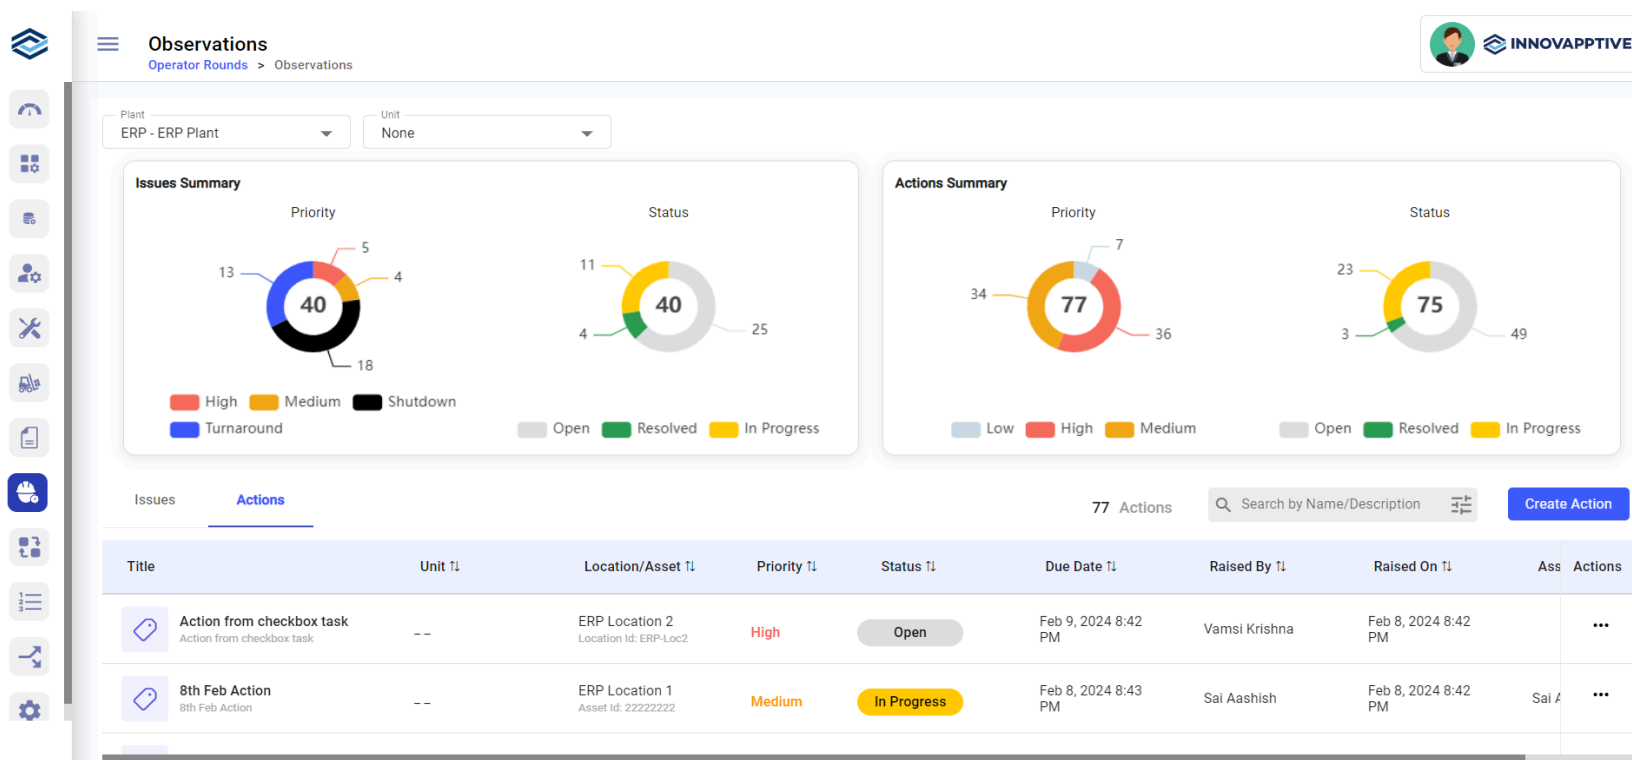 Observations
Operator Rounds > Observations
INNOVAPPTIVE
Plant
ERP - ERP Plant
Unit
None
Issues Summary
Priority
5
13
4
40
18
High Medium Shutdown
Turnaround
Status
11
40
4
25
Open Resolved In Progress
Actions Summary
Priority
7
34
77
36
Low High Medium
Status
23
75
3
49
Open Resolved In Progress
Issues Actions
77 Actions
Search by Name/Description
Create Action
Title Unit Location/Asset Priority Status Due Date Raised By Raised On Ass Actions
Action from checkbox task
Action from checkbox task
_ _
ERP Location 2
Location Id: ERP-Loc2
High
Open
Feb 9, 2024 8:42
PM
Vamsi Krishna
Feb 8, 2024 8:42
PM
...
8th Feb Action
8th Feb Action
_ _
ERP Location 1
Asset Id: 22222222
Medium
In Progress
Feb 8, 2024 8:43
PM
Sai Aashish
Feb 8, 2024 8:42
PM
Sai A
...